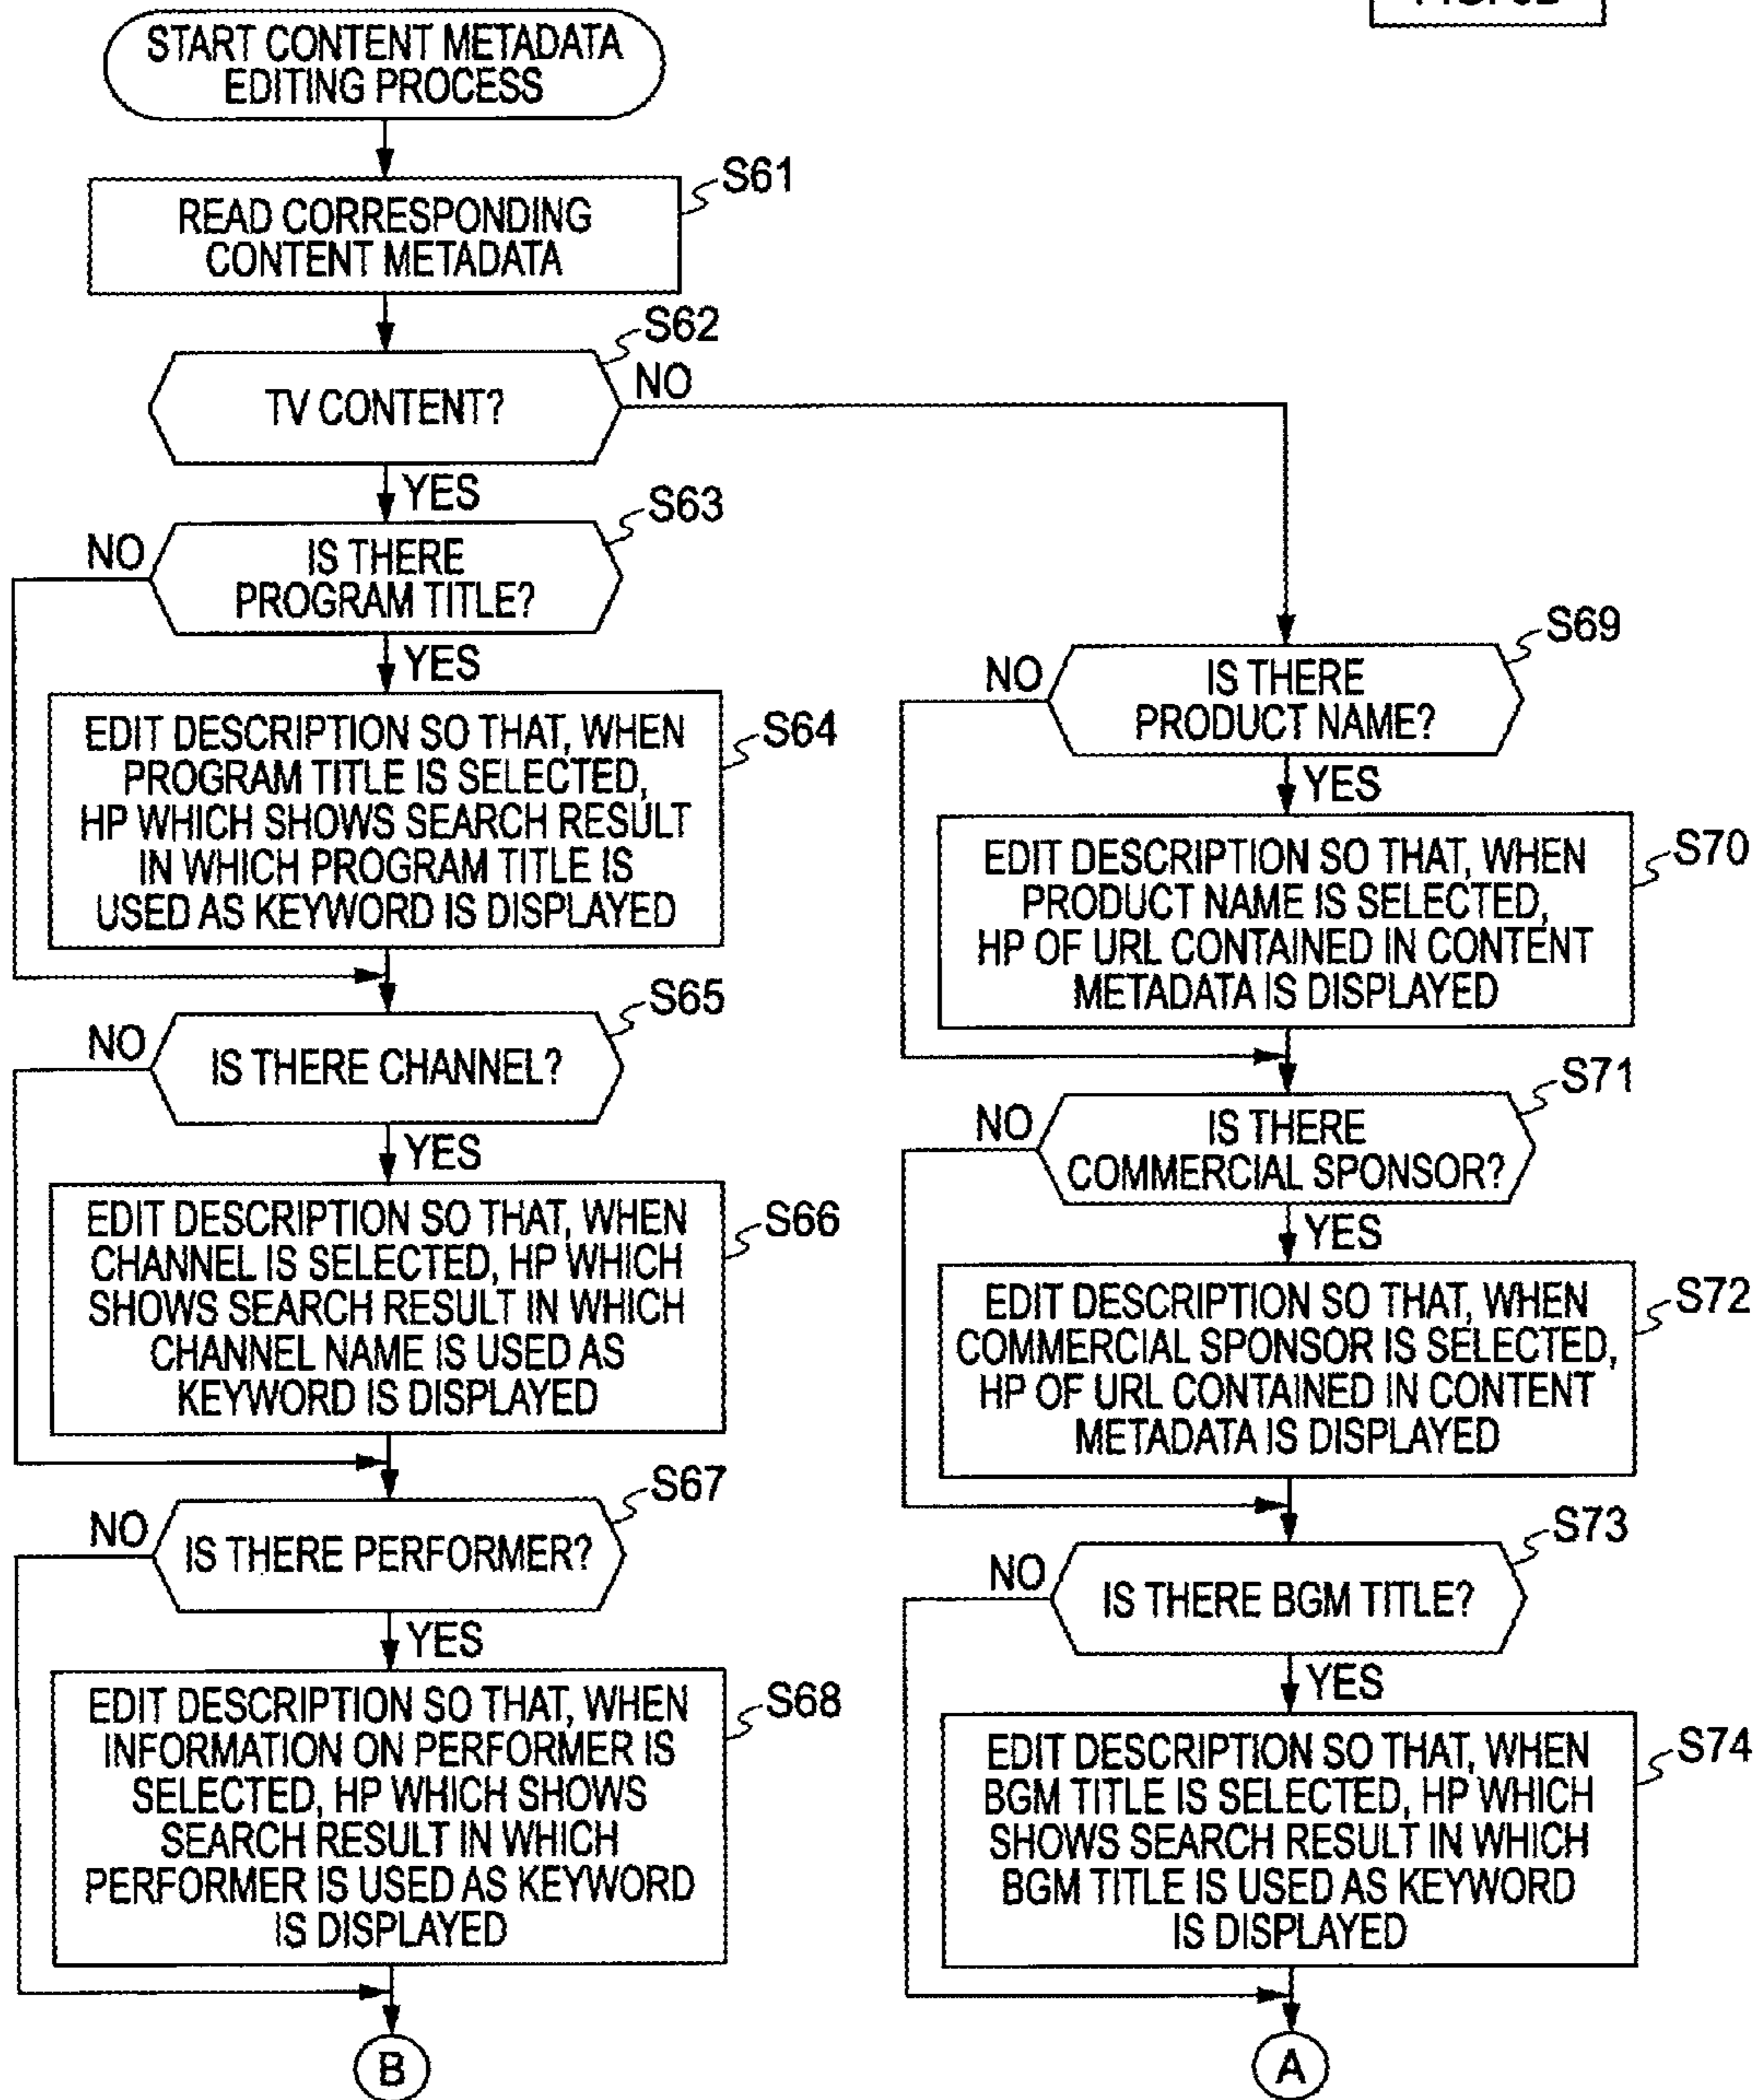 START CONTENT METADATA
EDITING PROCESS
S61
READ CORRESPONDING
CONTENT METADATA
S62
TV CONTENT?
NO
YES
S63
NO
IS THERE
PROGRAM TITLE?
YES
S64
EDIT DESCRIPTION SO THAT, WHEN
PROGRAM TITLE IS SELECTED,
HP WHICH SHOWS SEARCH RESULT
IN WHICH PROGRAM TITLE IS
USED AS KEYWORD IS DISPLAYED
S65
NO
IS THERE CHANNEL?
YES
S66
EDIT DESCRIPTION SO THAT, WHEN
CHANNEL IS SELECTED, HP WHICH
SHOWS SEARCH RESULT IN WHICH
CHANNEL NAME IS USED AS
KEYWORD IS DISPLAYED
S67
NO
IS THERE PERFORMER?
YES
S68
EDIT DESCRIPTION SO THAT, WHEN
INFORMATION ON PERFORMER IS
SELECTED, HP WHICH SHOWS
SEARCH RESULT IN WHICH
PERFORMER IS USED AS KEYWORD
IS DISPLAYED
B
S69
NO
IS THERE
PRODUCT NAME?
YES
S70
EDIT DESCRIPTION SO THAT, WHEN
PRODUCT NAME IS SELECTED,
HP OF URL CONTAINED IN CONTENT
METADATA IS DISPLAYED
S71
NO
IS THERE
COMMERCIAL SPONSOR?
YES
S72
EDIT DESCRIPTION SO THAT, WHEN
COMMERCIAL SPONSOR IS SELECTED,
HP OF URL CONTAINED IN CONTENT
METADATA IS DISPLAYED
S73
NO
IS THERE BGM TITLE?
YES
S74
EDIT DESCRIPTION SO THAT, WHEN
BGM TITLE IS SELECTED, HP WHICH
SHOWS SEARCH RESULT IN WHICH
BGM TITLE IS USED AS KEYWORD
IS DISPLAYED
A